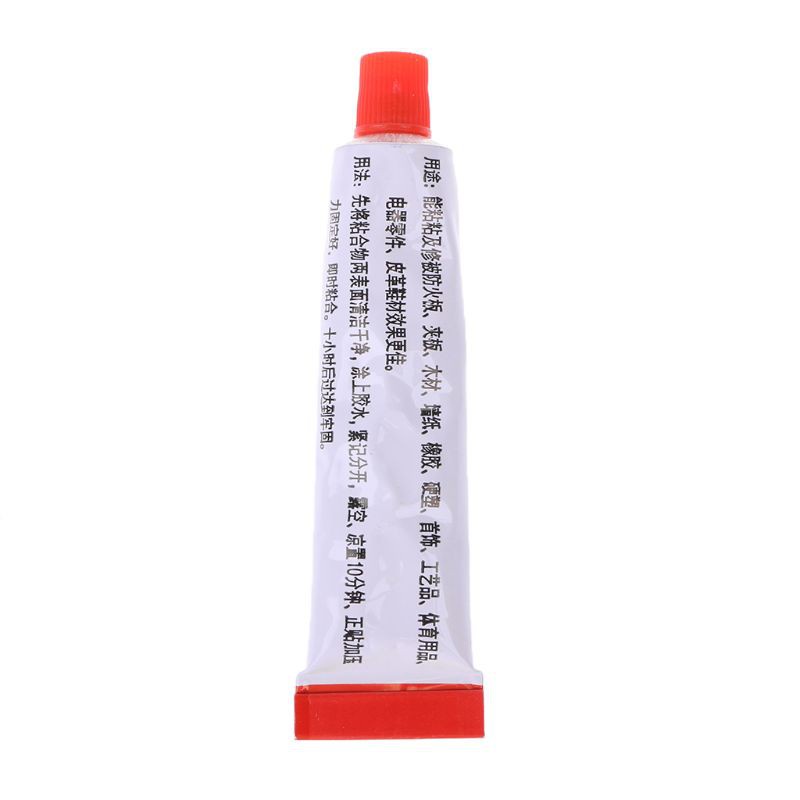 用途：能粘粘及修被防火板、夹板、木材、墙纸、橡胶、硬塑、首饰、工艺品、体育用品、
电器零件、皮革鞋材效果更佳。
用法：先将粘合物两表面清洁干净，涂上胶水，紧记分开，露空、凉置10分钟、正贴加压
力固定好，即时粘合。十小时后过达到牢固。